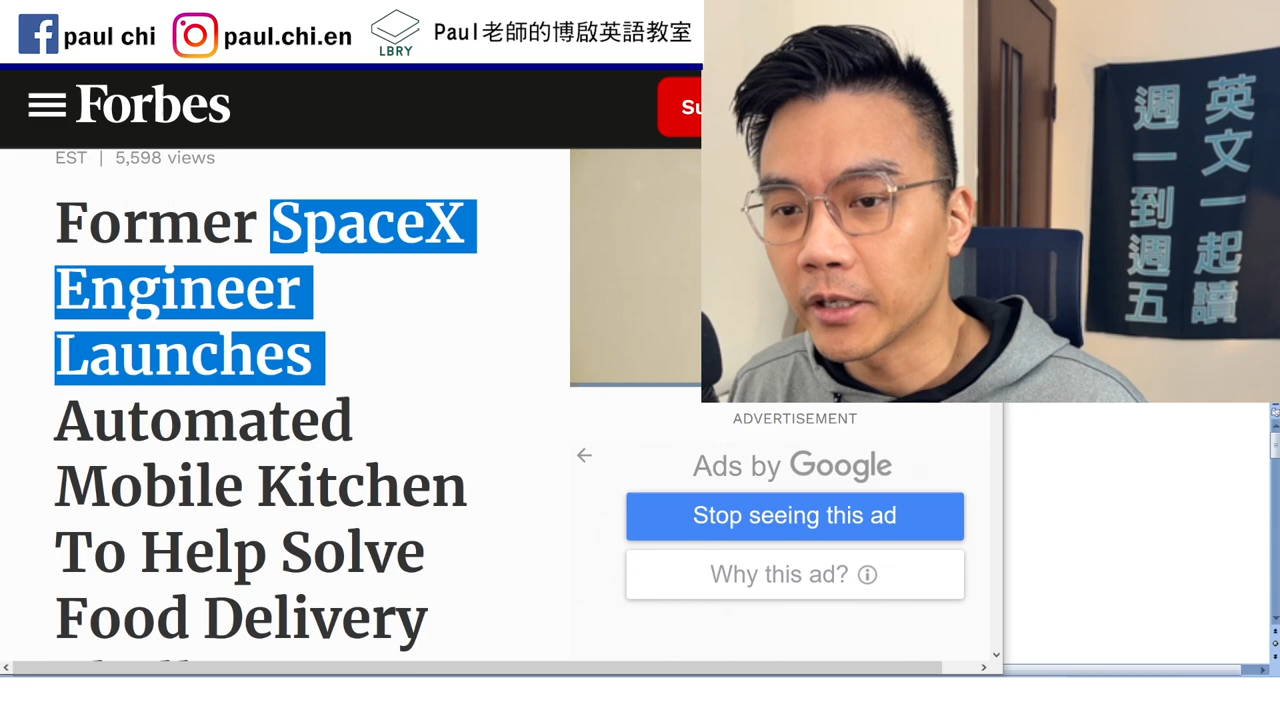 paul chi
paul.chi.en
LBRY
Paul老師的博啟英語教室
Forbes
EST | 5,598 views
Former SpaceX
Engineer
Launches
Automated
Mobile Kitchen
To Help Solve
Food Delivery
ADVERTISEMENT
Ads by Google
Stop seeing this ad
Why this ad?
英文一起讀
週一到週五